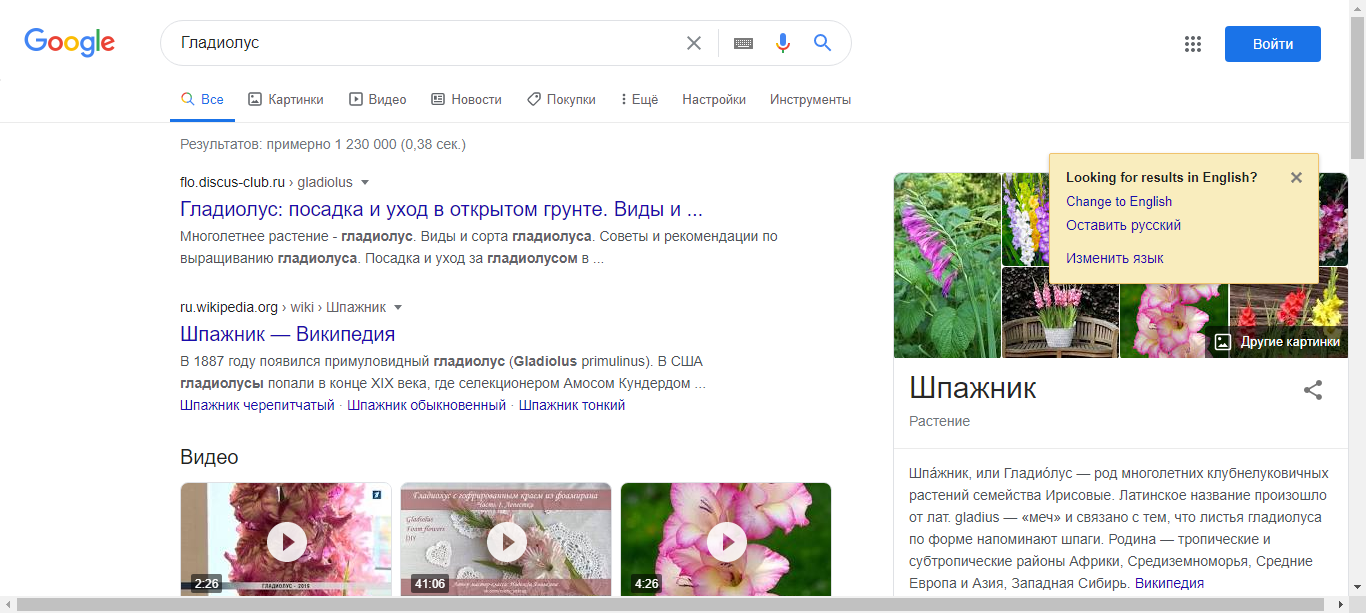 Google
Гладиолус
Войти
Все
Картинки
Видео
Новости
Покупки
Ещё
Настройки
Инструменты
Результатов: примерно 1 230 000 (0,38 сек.)
flo.discus-club.ru › gladiolus
Гладиолус: посадка и уход в открытом грунте. Виды и ...
Многолетнее растение - гладиолус. Виды и сорта гладиолуса. Советы и рекомендации по
выращиванию гладиолуса. Посадка и уход за гладиолусом в ...
ru.wikipedia.org › wiki › Шпажник
Шпажник — Википедия
В 1887 году появился примуловидный гладиолус (Gladiolus primulinus). В США
гладиолусы попали в конце XIX века, где селекционером Амосом Кундердом ...
Шпажник черепитчатый · Шпажник обыкновенный · Шпажник тонкий
Видео
ГЛАДИОЛУС - 2015
2:26
Гладиолус с гофрированным краем из фоамирана
Часть 1. Лепестки
Gladiolus
Foam flowers
DIY
41:06
4:26
Looking for results in English?
Change to English
Оставить русский
Изменить язык
Другие картинки
Шпажник
Растение
Шпа́жник, или Гладио́лус — род многолетних клубнелуковичных
растений семейства Ирисовые. Латинское название произошло
от лат. gladius — «меч» и связано с тем, что листья гладиолуса
по форме напоминают шпаги. Родина — тропические и
субтропические районы Африки, Средиземноморья, Средние
Европа и Азия, Западная Сибирь. Википедия